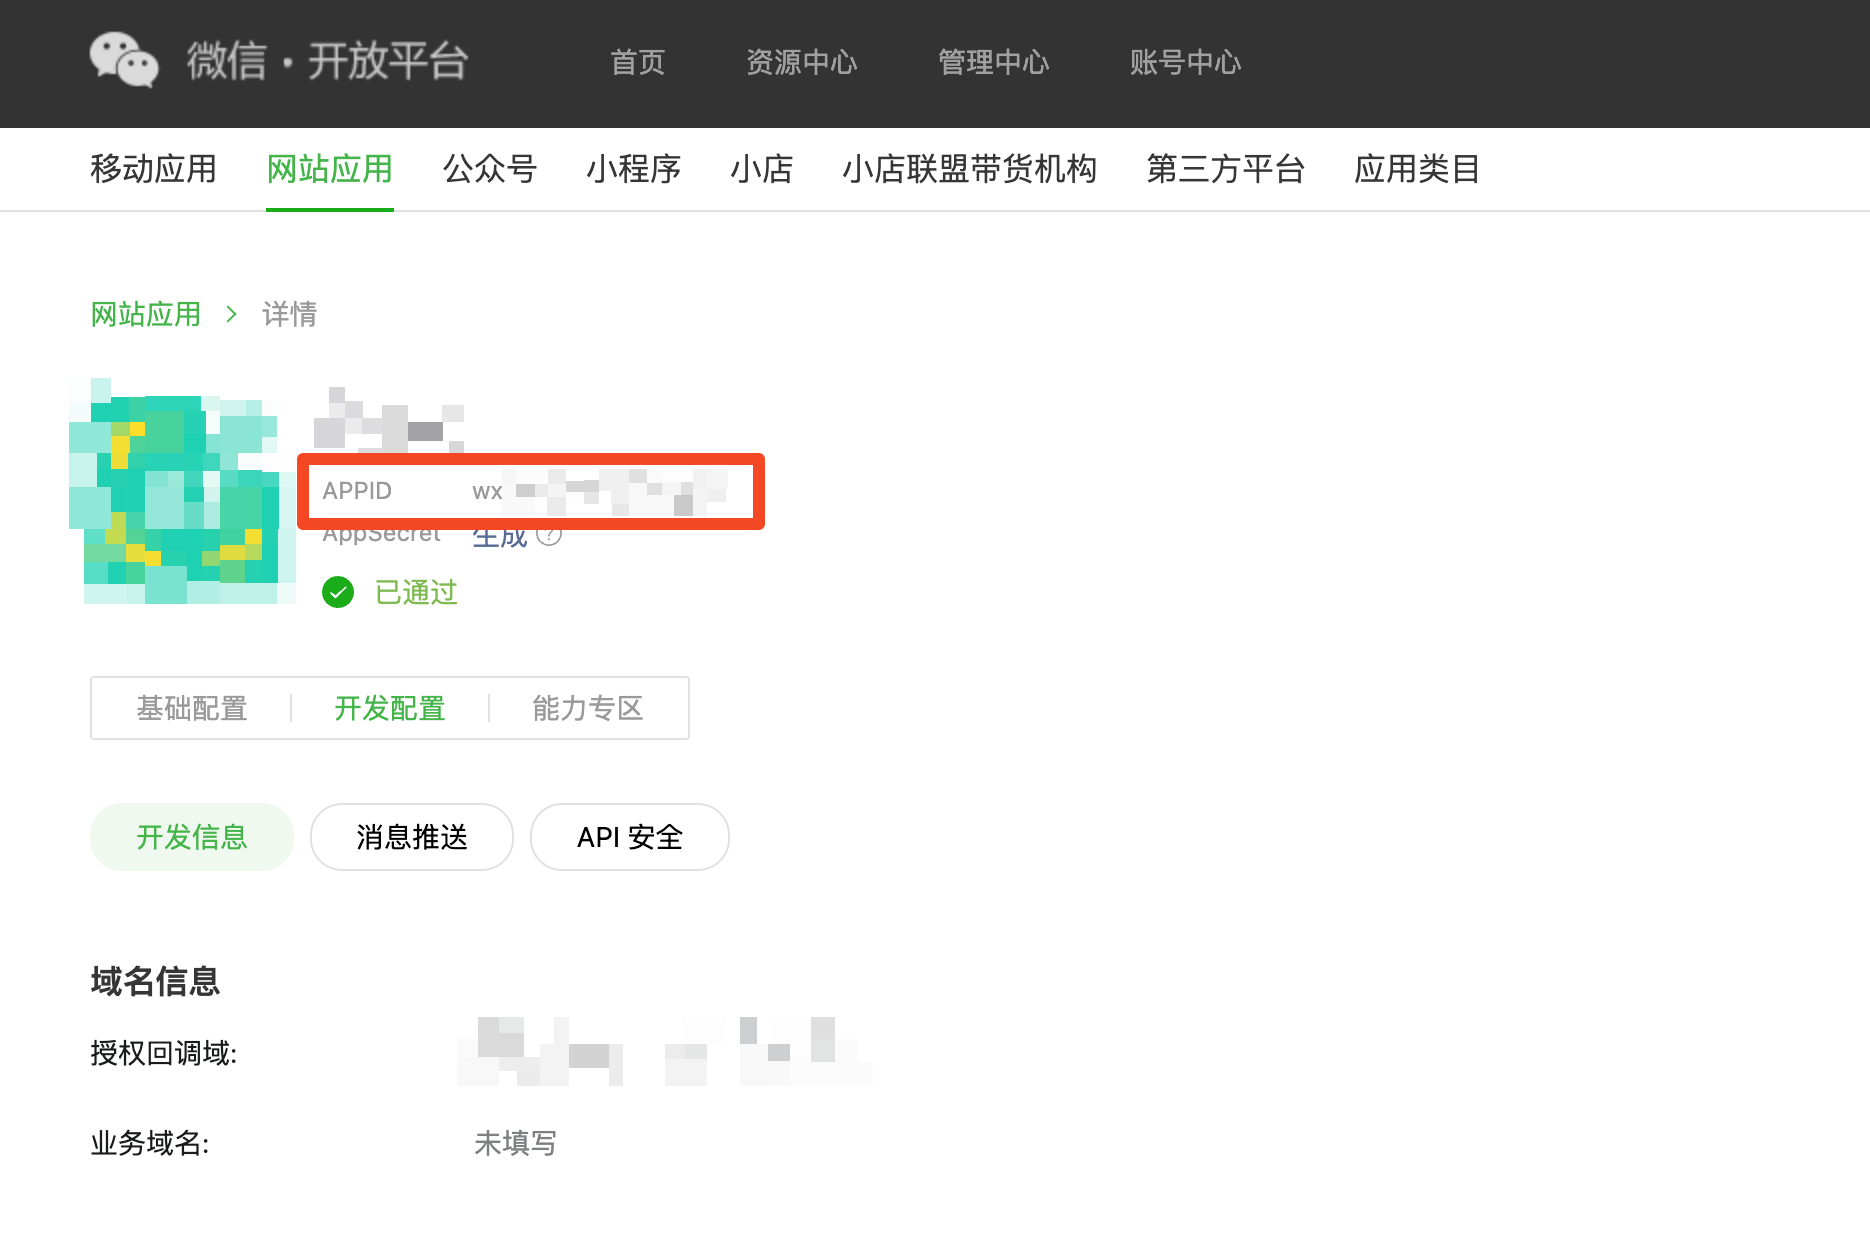 微信·开放平台 首页 资源中心 管理中心 账号中心
移动应用 网站应用 公众号 小程序 小店 小店联盟带货机构 第三方平台 应用类目
网站应用 > 详情
APPID wx
AppSecret 生成 ?
已通过
基础配置 开发配置 能力专区
开发信息 消息推送 API 安全
域名信息
授权回调域:
业务域名: 未填写